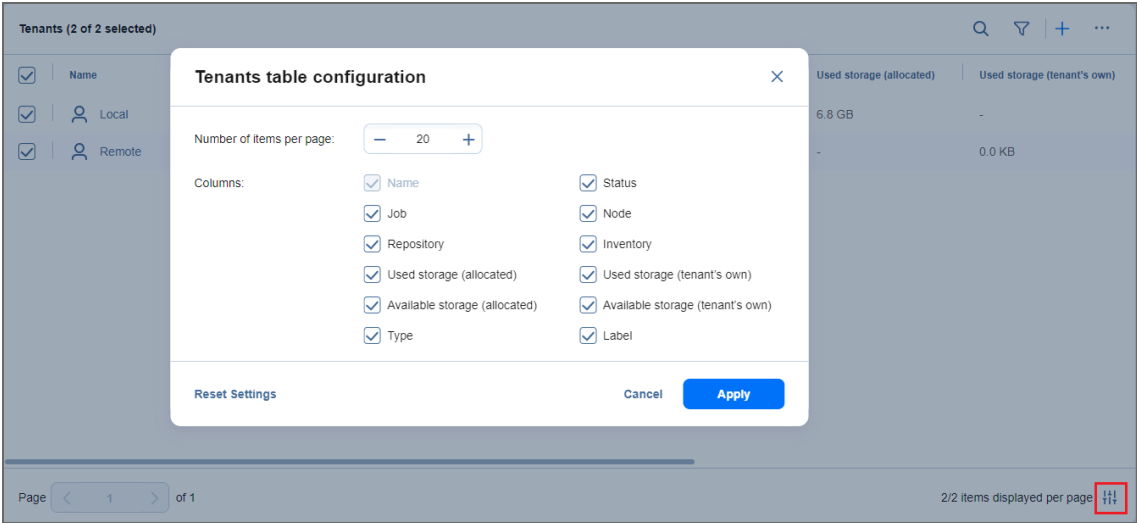 Tenants (2 of 2 selected)
Name
Used storage (allocated)
Used storage (tenant's own)
Local
6.8 GB
-
Remote
-
0.0 KB
Tenants table configuration
Number of items per page:
20
Columns:
Name
Status
Job
Node
Repository
Inventory
Used storage (allocated)
Used storage (tenant's own)
Available storage (allocated)
Available storage (tenant's own)
Type
Label
Reset Settings
Cancel
Apply
Page
1
of 1
2/2 items displayed per page